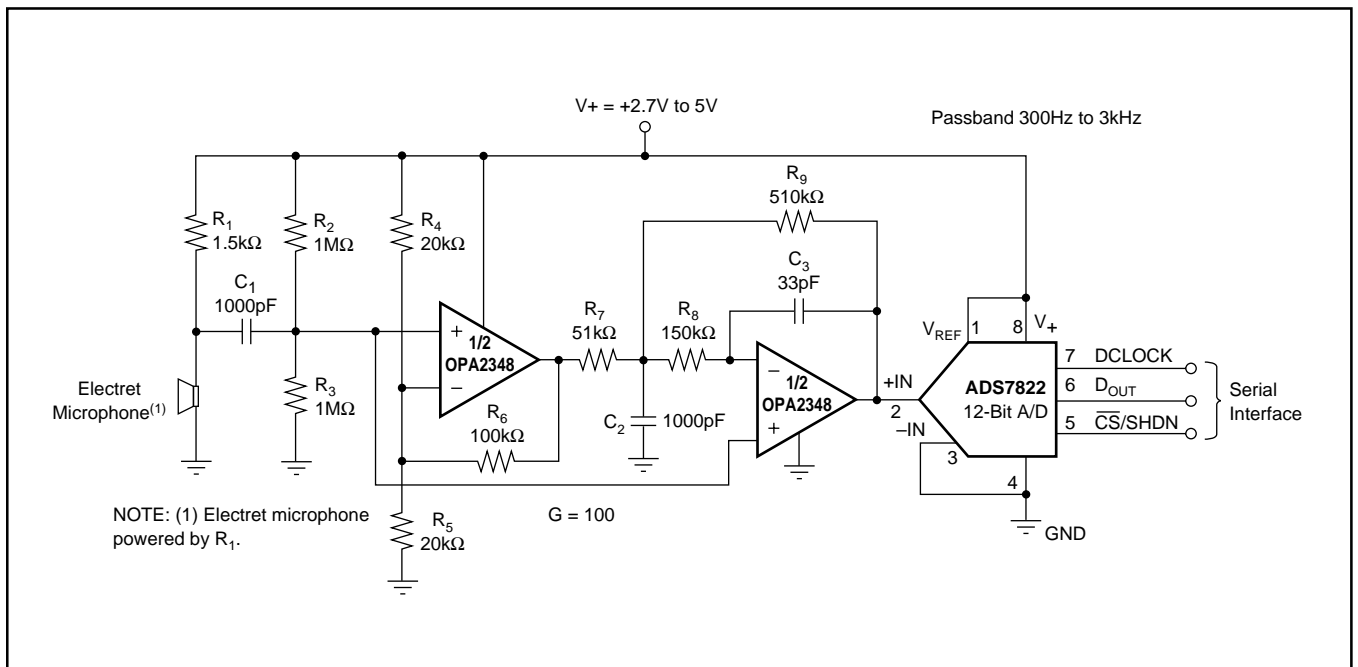 V+ = +2.7V to 5V
Passband 300Hz to 3kHz
R9
510kΩ
R1
1.5kΩ
R2
1MΩ
R4
20kΩ
C3
33pF
C1
1000pF
R7
51kΩ
R8
150kΩ
VREF
1
8
V+
+
1/2
OPA2348
−
−
1/2
OPA2348
+
+IN
2
−IN
3
ADS7822
12-Bit A/D
7
DCLOCK
6
DOUT
5
CS/SHDN
4
Serial
Interface
Electret
Microphone(1)
R3
1MΩ
R6
100kΩ
C2
1000pF
NOTE: (1) Electret microphone
powered by R1.
R5
20kΩ
G = 100
GND